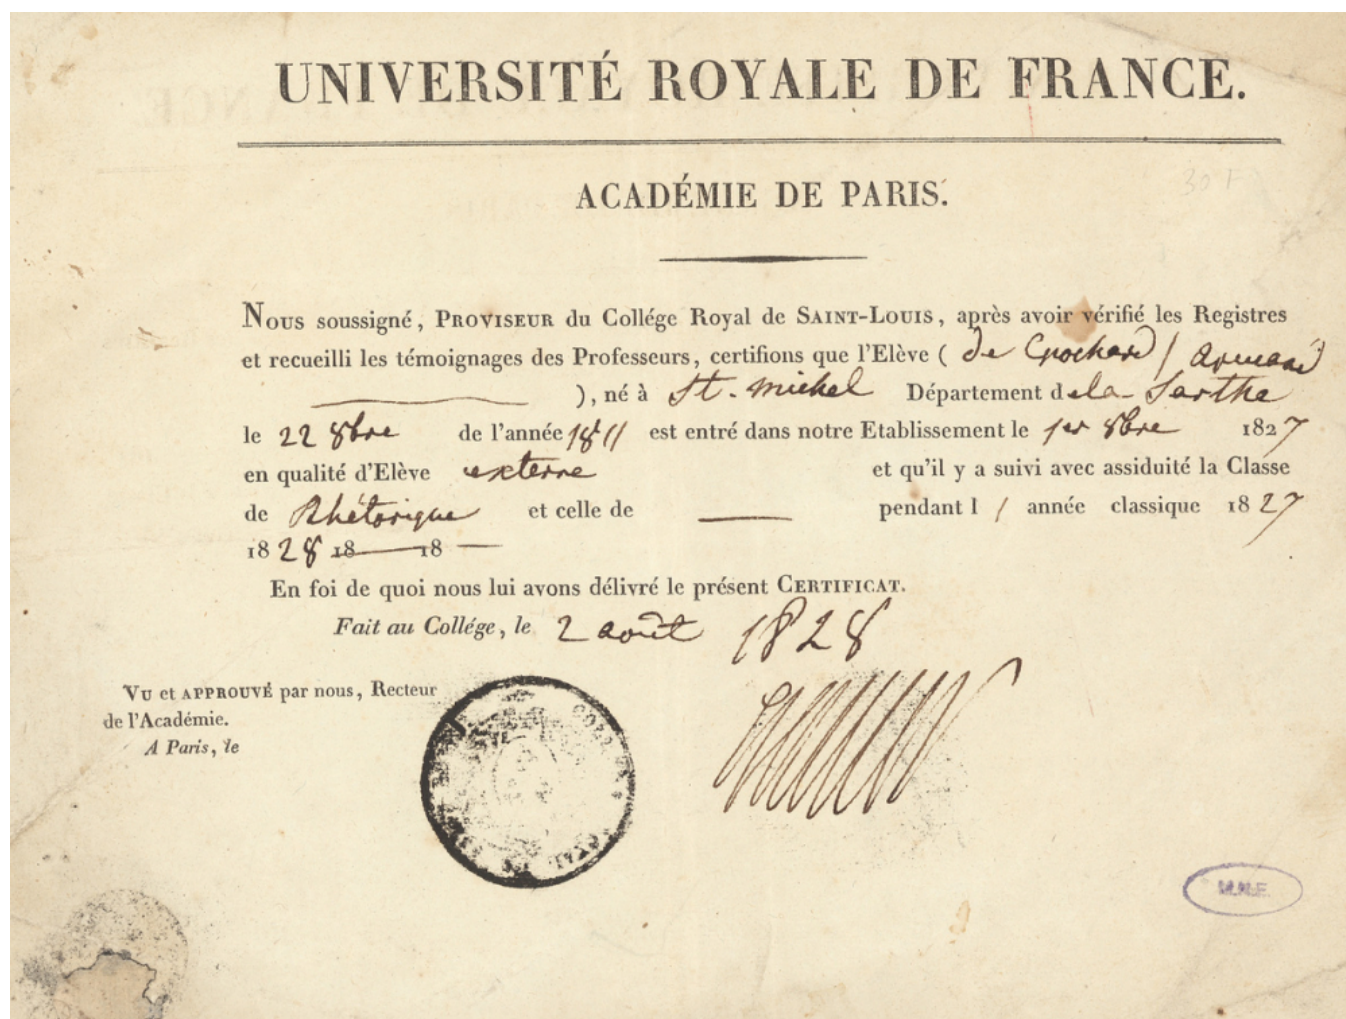 UNIVERSITÉ ROYALE DE FRANCE.
ACADÉMIE DE PARIS.
30 F
Nous soussigné, Proviseur du Collége Royal de Saint-Louis, après avoir vérifié les Registres
et recueilli les témoignages des Professeurs, certifions que l'Elève ( de Crochard / armand
), né à St. michel Département de la Sarthe
le 22 8bre de l'année 1811 est entré dans notre Etablissement le 1er 8bre 1827
en qualité d'Elève externe et qu'il y a suivi avec assiduité la Classe
de Rhétorique et celle de — pendant l / année classique 1827
1828 18 — 18 —
En foi de quoi nous lui avons délivré le présent Certificat.
Fait au Collége, le 2 août 1828
Vu et approuvé par nous, Recteur
de l'Académie.
A Paris, le
M.N.E.